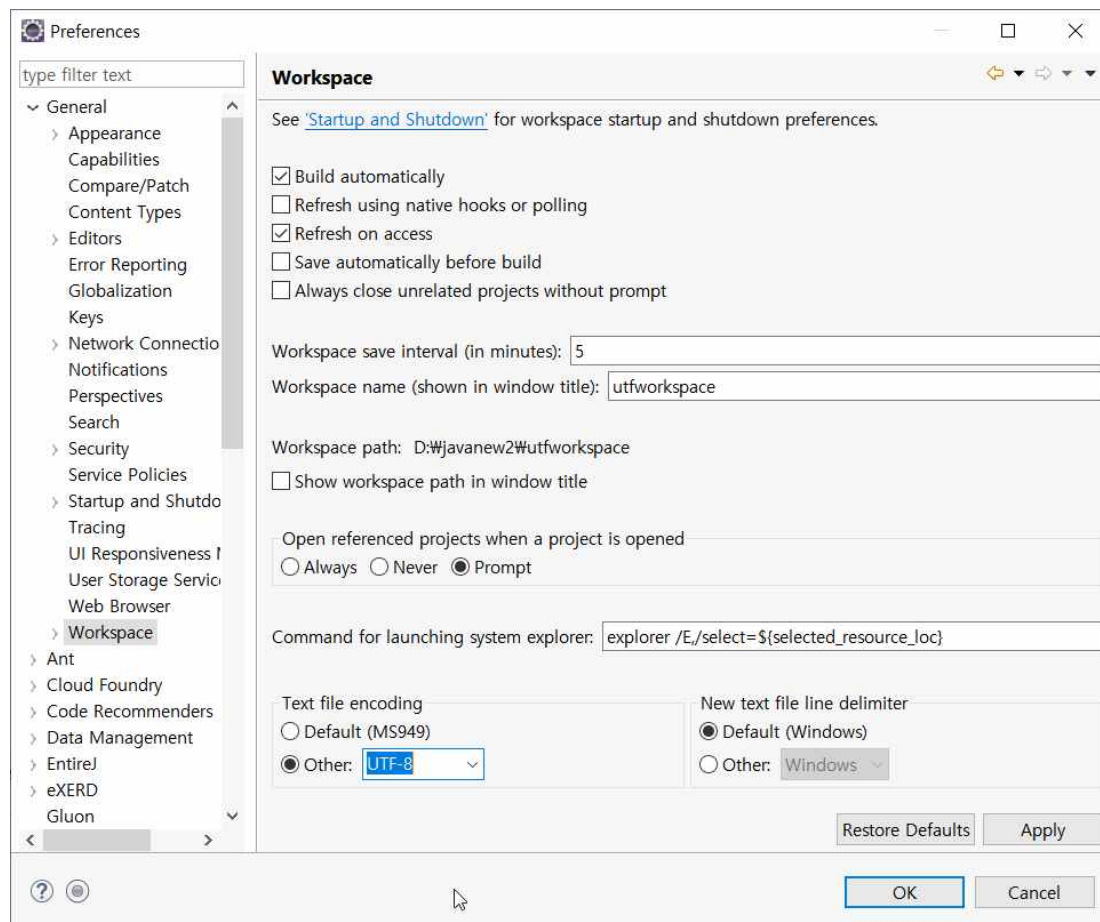 Preferences
type filter text
General
Appearance
Capabilities
Compare/Patch
Content Types
Editors
Error Reporting
Globalization
Keys
Network Connectio
Notifications
Perspectives
Search
Security
Service Policies
Startup and Shutdo
Tracing
UI Responsiveness
User Storage Servic
Web Browser
Workspace
Ant
Cloud Foundry
Code Recommenders
Data Management
EntireJ
eXERD
Gluon
Workspace
See 'Startup and Shutdown' for workspace startup and shutdown preferences.
Build automatically
Refresh using native hooks or polling
Refresh on access
Save automatically before build
Always close unrelated projects without prompt
Workspace save interval (in minutes): 5
Workspace name (shown in window title): utfworkspace
Workspace path: D:₩javanew2₩utfworkspace
Show workspace path in window title
Open referenced projects when a project is opened
Always Never Prompt
Command for launching system explorer: explorer /E,/select=${selected_resource_loc}
Text file encoding
Default (MS949)
Other: UTF-8
New text file line delimiter
Default (Windows)
Other: Windows
Restore Defaults Apply
OK Cancel